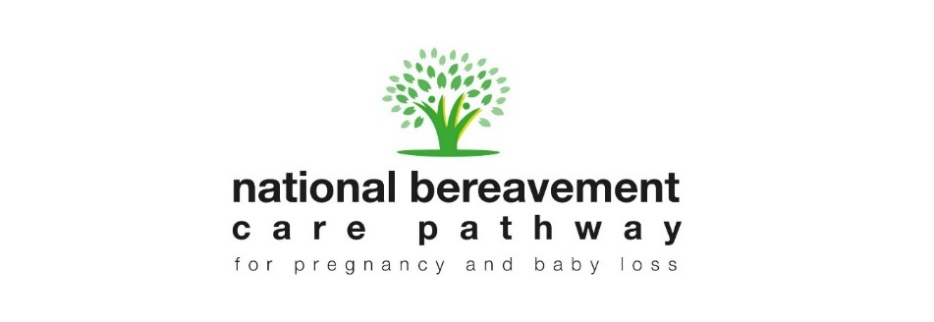 national bereavement
care pathway
for pregnancy and baby loss